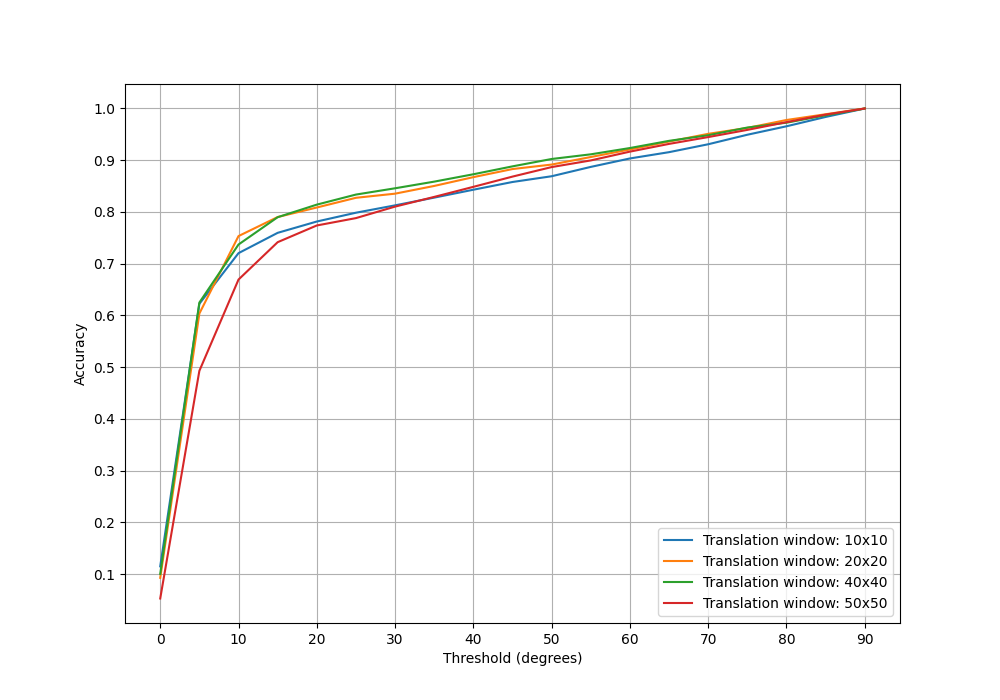 Accuracy
1.0
0.9
0.8
0.7
0.6
0.5
0.4
0.3
0.2
0.1
Translation window: 10x10
Translation window: 20x20
Translation window: 40x40
Translation window: 50x50
0 10 20 30 40 50 60 70 80 90
Threshold (degrees)